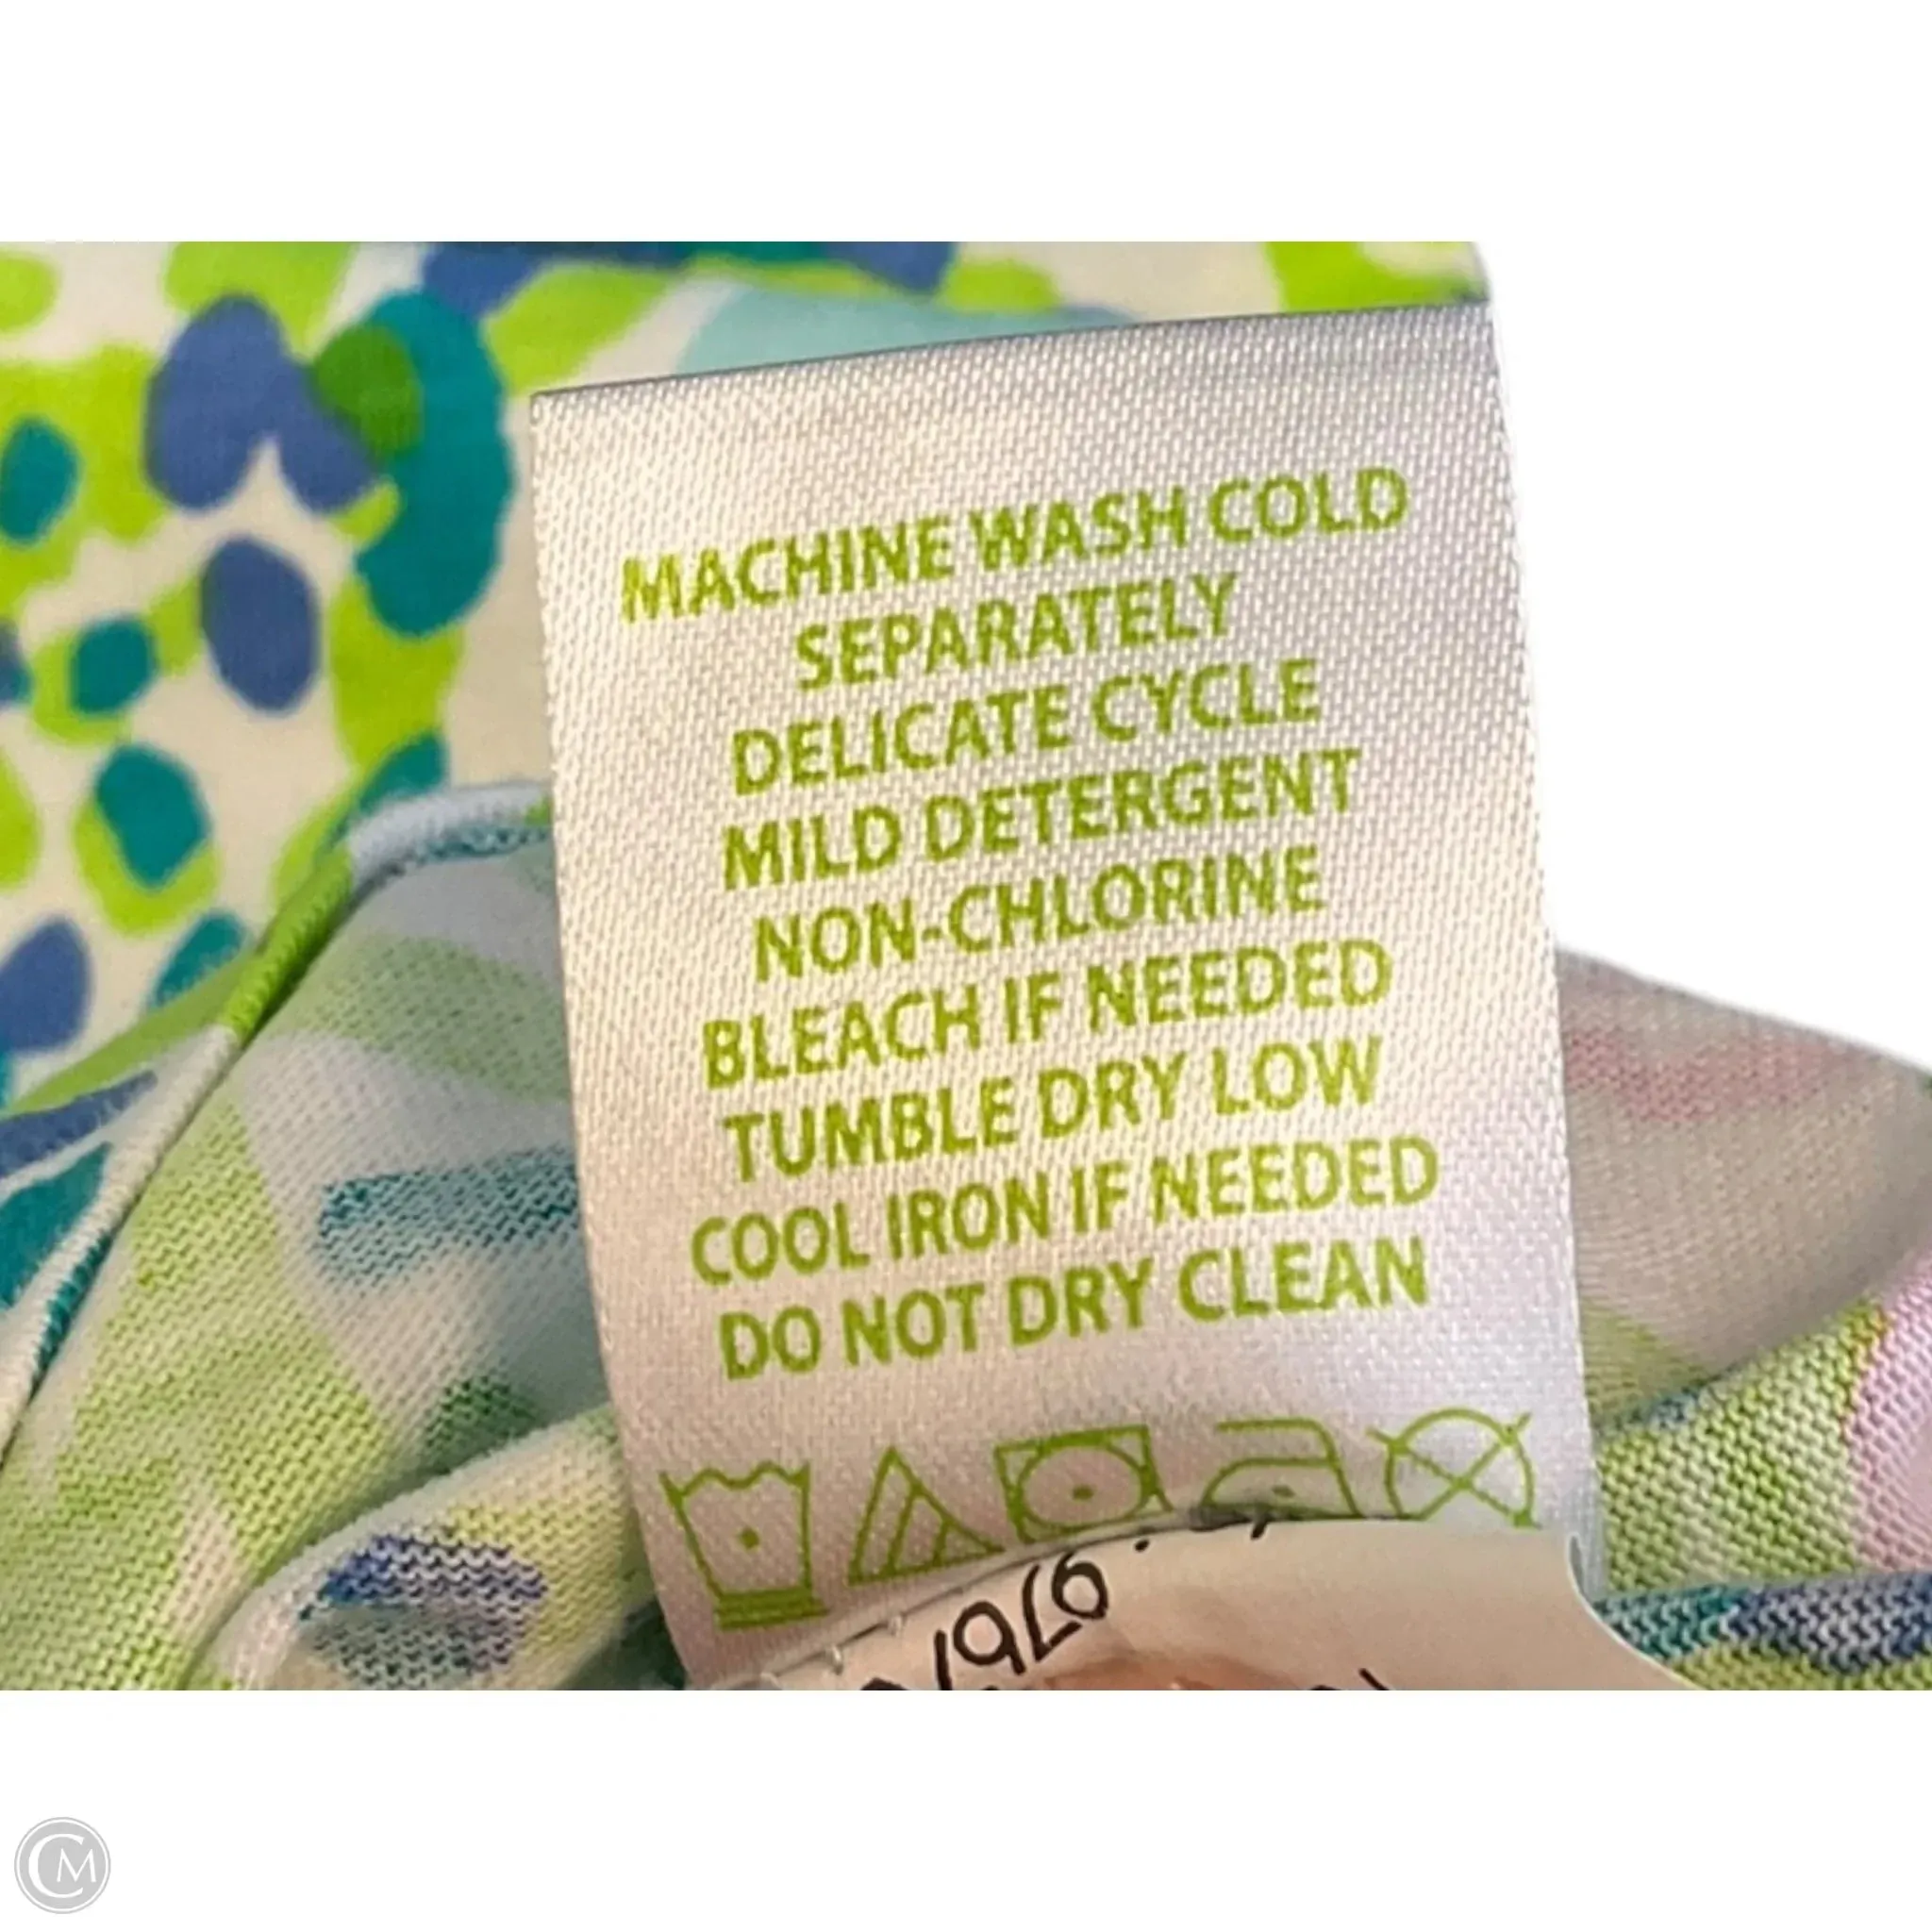 MACHINE WASH COLD
SEPARATELY
DELICATE CYCLE
MILD DETERGENT
NON-CHLORINE
BLEACH IF NEEDED
TUMBLE DRY LOW
COOL IRON IF NEEDED
DO NOT DRY CLEAN
CM